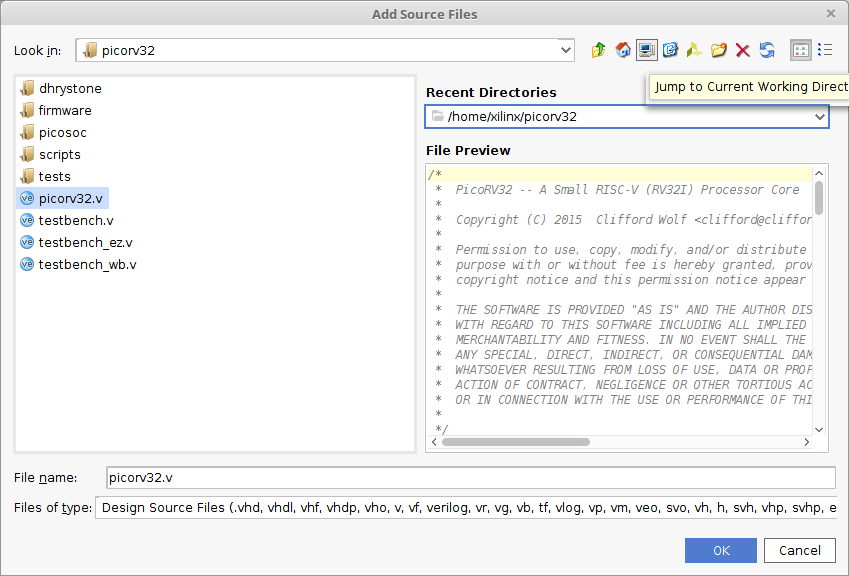 Add Source Files
Look in: picorv32
Jump to Current Working Direct
dhrystone
firmware
picosoc
scripts
tests
picorv32.v
testbench.v
testbench_ez.v
testbench_wb.v
Recent Directories
/home/xilinx/picorv32
File Preview
/*
* PicoRV32 -- A Small RISC-V (RV32I) Processor Core
*
* Copyright (C) 2015 Clifford Wolf <clifford@cliffor
*
* Permission to use, copy, modify, and/or distribute
* purpose with or without fee is hereby granted, prov
* copyright notice and this permission notice appear
*
* THE SOFTWARE IS PROVIDED "AS IS" AND THE AUTHOR DIS
* WITH REGARD TO THIS SOFTWARE INCLUDING ALL IMPLIED
* MERCHANTABILITY AND FITNESS. IN NO EVENT SHALL THE
* ANY SPECIAL, DIRECT, INDIRECT, OR CONSEQUENTIAL DAM
* WHATSOEVER RESULTING FROM LOSS OF USE, DATA OR PROF
* ACTION OF CONTRACT, NEGLIGENCE OR OTHER TORTIOUS AC
* OR IN CONNECTION WITH THE USE OR PERFORMANCE OF THI
*
*/
File name: picorv32.v
Files of type: Design Source Files (.vhd, vhdl, vhf, vhdp, vho, v, vf, verilog, vr, vg, vb, tf, vlog, vp, vm, veo, svo, vh, h, svh, vhp, svhp, e
OK Cancel